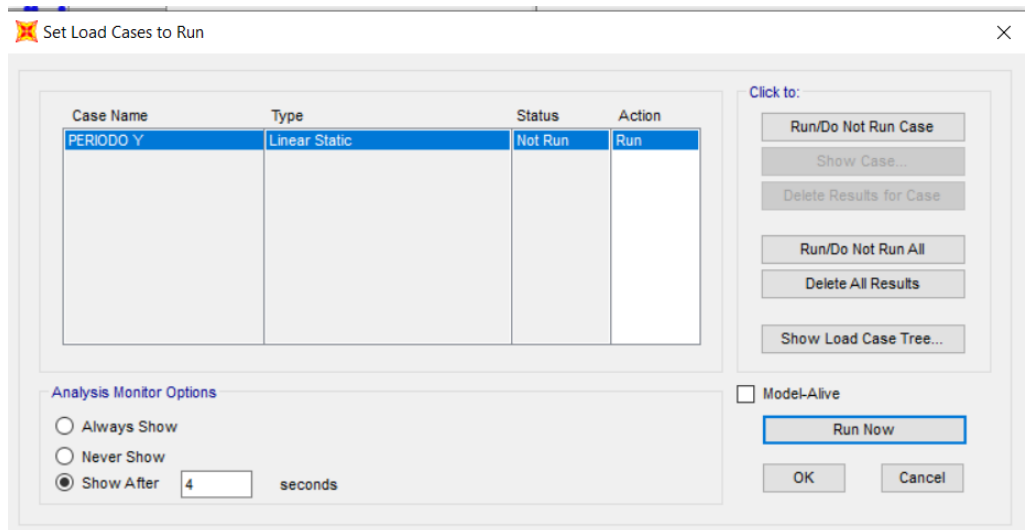 Set Load Cases to Run
Click to:
Case Name Type Status Action
PERIODO Y Linear Static Not Run Run
Run/Do Not Run Case
Show Case...
Delete Results for Case
Run/Do Not Run All
Delete All Results
Show Load Case Tree...
Analysis Monitor Options
Always Show
Never Show
Show After 4 seconds
Model-Alive
Run Now
OK Cancel